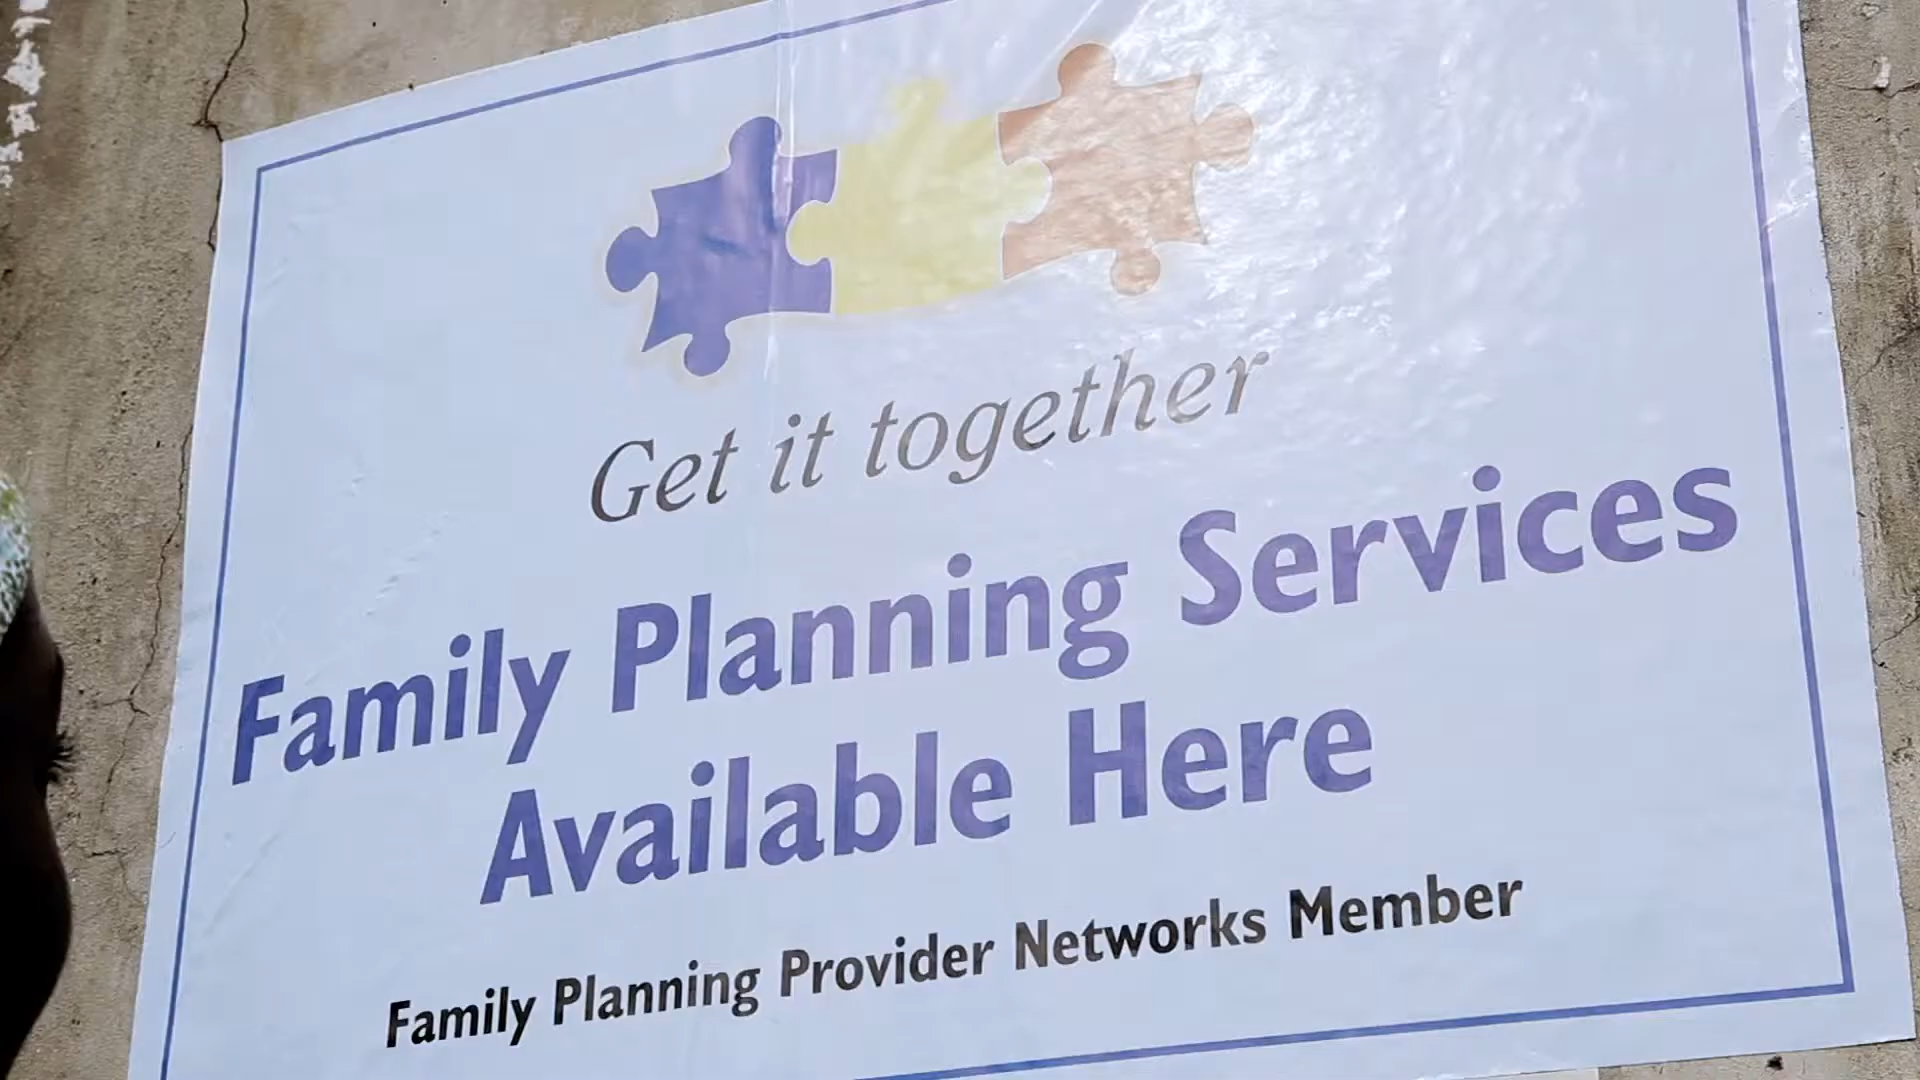 Get it together
Family Planning Services
Available Here
Family Planning Provider Networks Member